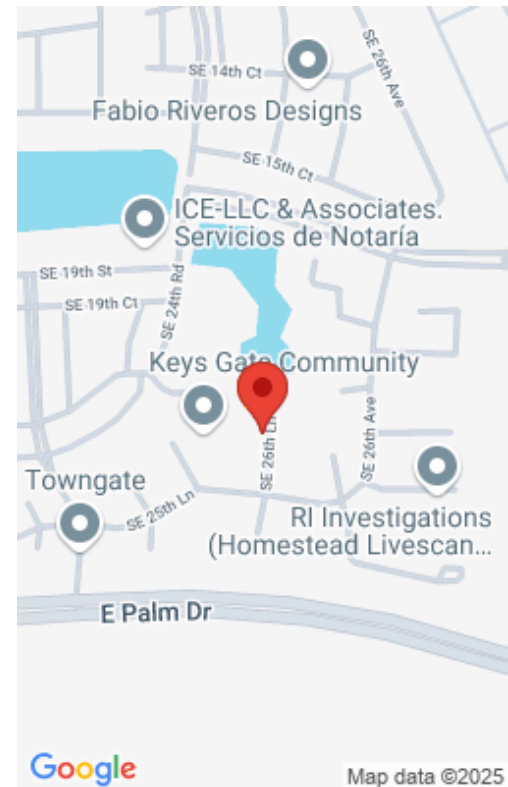 SE 26th Ave
SE 14th Ct
Fabio Riveros Designs
SE 15th Ct
ICE-LLC & Associates.
Servicios de Notaría
SE 19th St
SE 24th Rd
SE 19th Ct
Keys Gate Community
SE 26th Ln
SE 26th Ave
Towngate
SE 25th Ln
RI Investigations
(Homestead Livescan...
E Palm Dr
Google
Map data ©2025